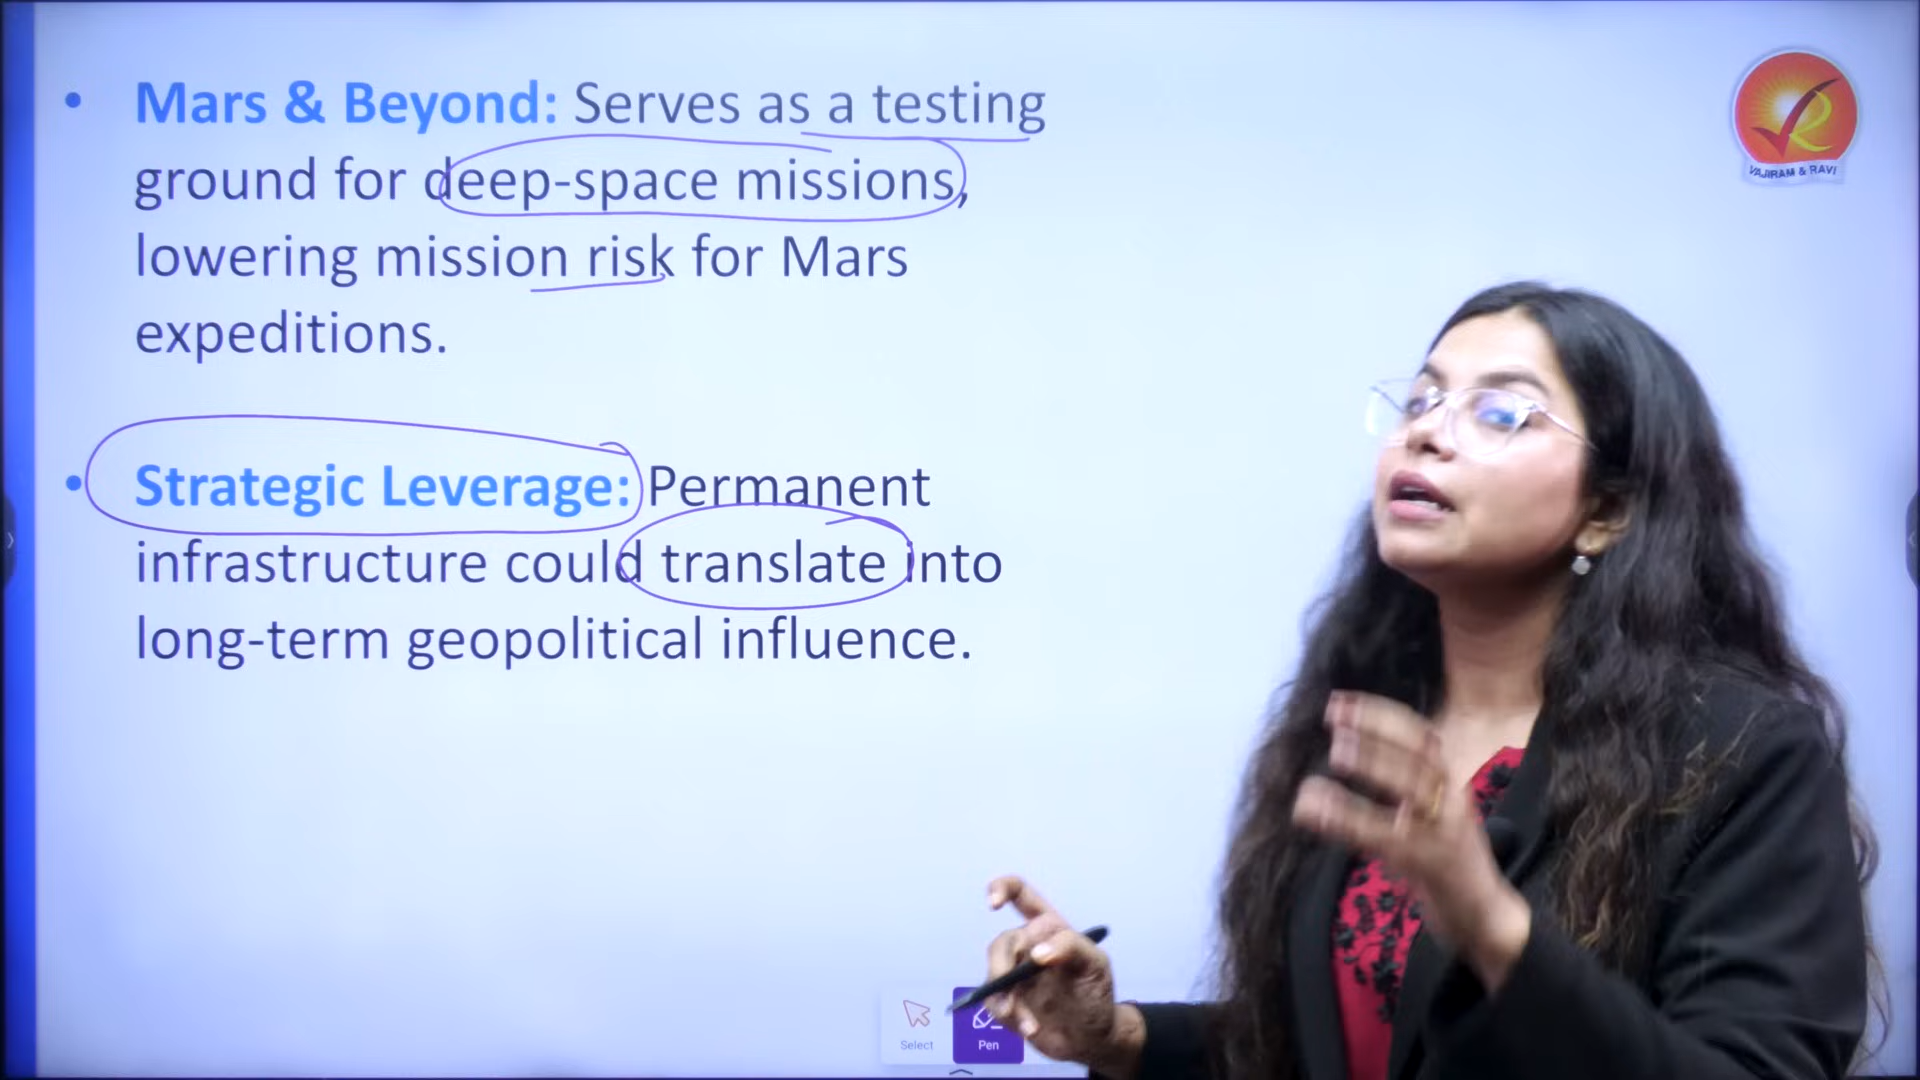 • Mars & Beyond: Serves as a testing
ground for deep-space missions,
lowering mission risk for Mars
expeditions.
• Strategic Leverage: Permanent
infrastructure could translate into
long-term geopolitical influence.
VAJIRAM & RAVI
Select
Pen